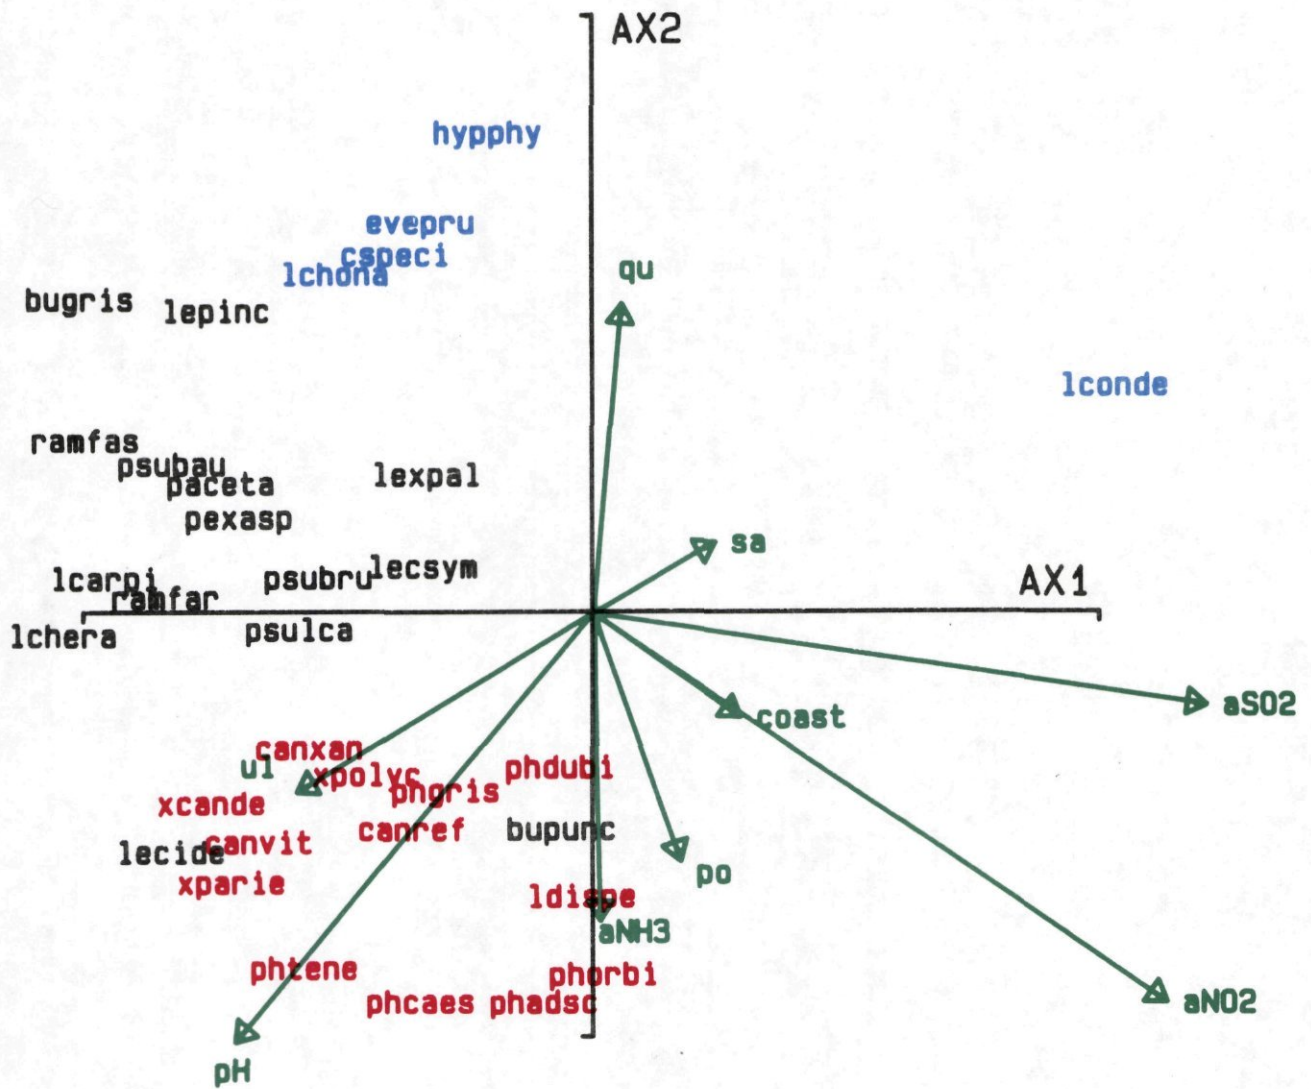 AX2
hypphy
evepru
cspeci
lchona
qu
bugris
lepinc
lconde
ramfas
psubau
paceta
lexpal
pexasp
sa
lcarpi
psubru
lecsym
AX1
ramfar
lchera
psulca
aSO2
coast
canxan
ul
xpolyc
phdubi
phgris
xcande
canref
bupunc
canvit
lecide
po
xparie
ldispe
aNH3
phtene
phorbi
phcaes
phadsc
aNO2
pH